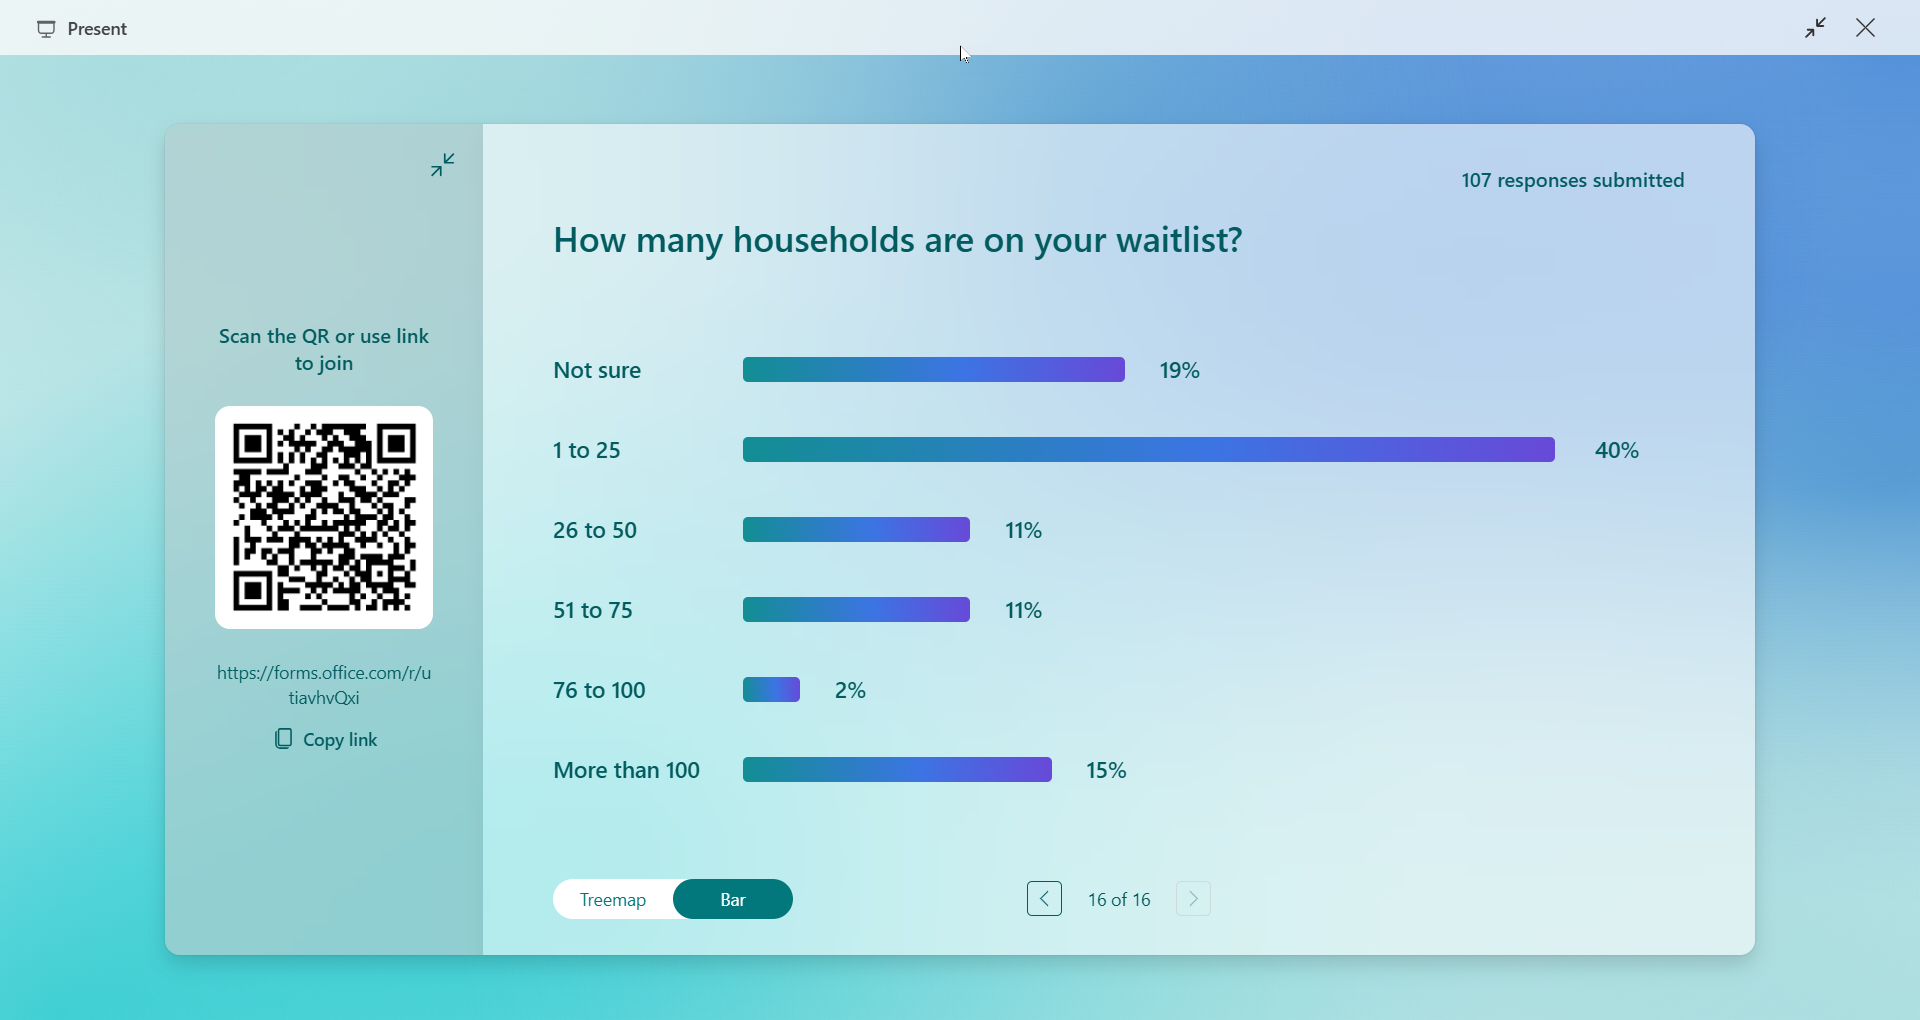 Present
107 responses submitted
How many households are on your waitlist?
Scan the QR or use link
to join
https://forms.office.com/r/u
tiavhvQxi
Copy link
Not sure 19%
1 to 25 40%
26 to 50 11%
51 to 75 11%
76 to 100 2%
More than 100 15%
Treemap Bar 16 of 16